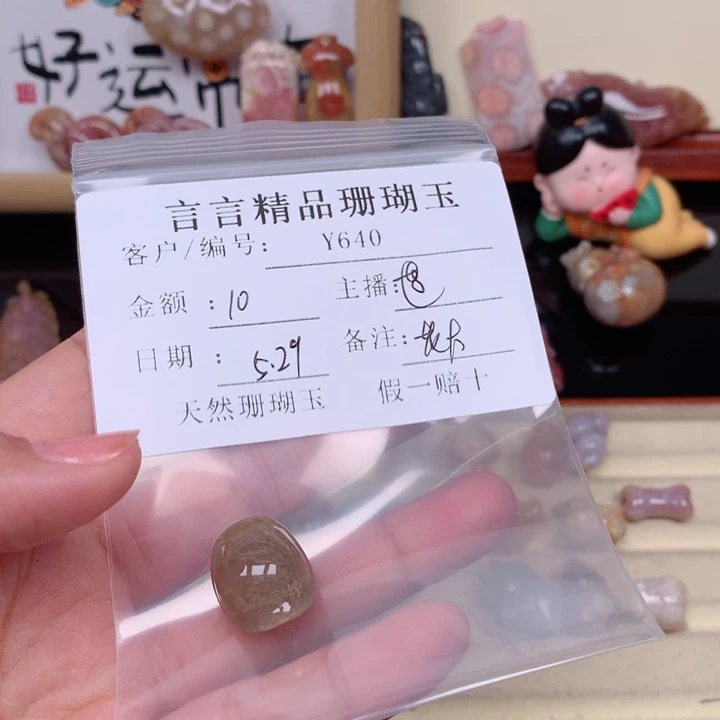 好运常
言言精品珊瑚玉
客户/编号: Y640
金额: 10 主播:
日期: 5.29 备注:
天然珊瑚玉 假一赔十